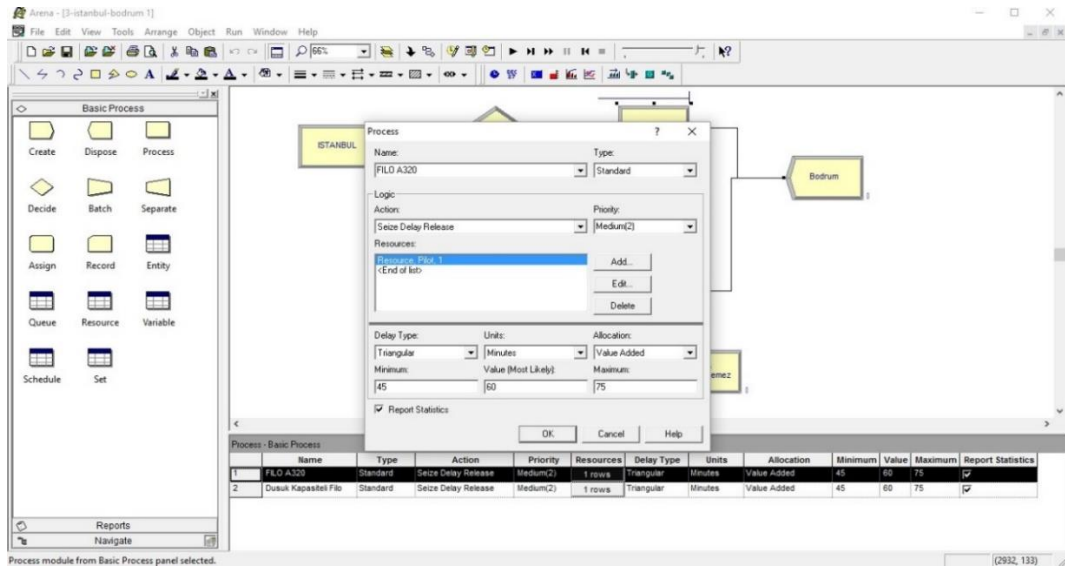 Arena - [3-istanbul-bodrum 1]
File Edit View Tools Arrange Object Run Window Help
66%
Basic Process
Create Dispose Process
Decide Batch Separate
Assign Record Entity
Queue Resource Variable
Schedule Set
Reports
Navigate
ISTANBUL
Bodrum
emez
Process
Name: Type:
FILO A320 Standard
Logic
Action: Priority:
Seize Delay Release Medium(2)
Resources:
Resource, Pilot, 1
<End of list>
Add...
Edit...
Delete
Delay Type: Units: Allocation:
Triangular Minutes Value Added
Minimum: Value (Most Likely): Maximum:
45 60 75
Report Statistics
OK Cancel Help
Process - Basic Process
Name Type Action Priority Resources Delay Type Units Allocation Minimum Value Maximum Report Statistics
1 FILO A320 Standard Seize Delay Release Medium(2) 1 rows Triangular Minutes Value Added 45 60 75
2 Dusuk Kapasiteli Filo Standard Seize Delay Release Medium(2) 1 rows Triangular Minutes Value Added 45 60 75
Process module from Basic Process panel selected.
(2932, 133)